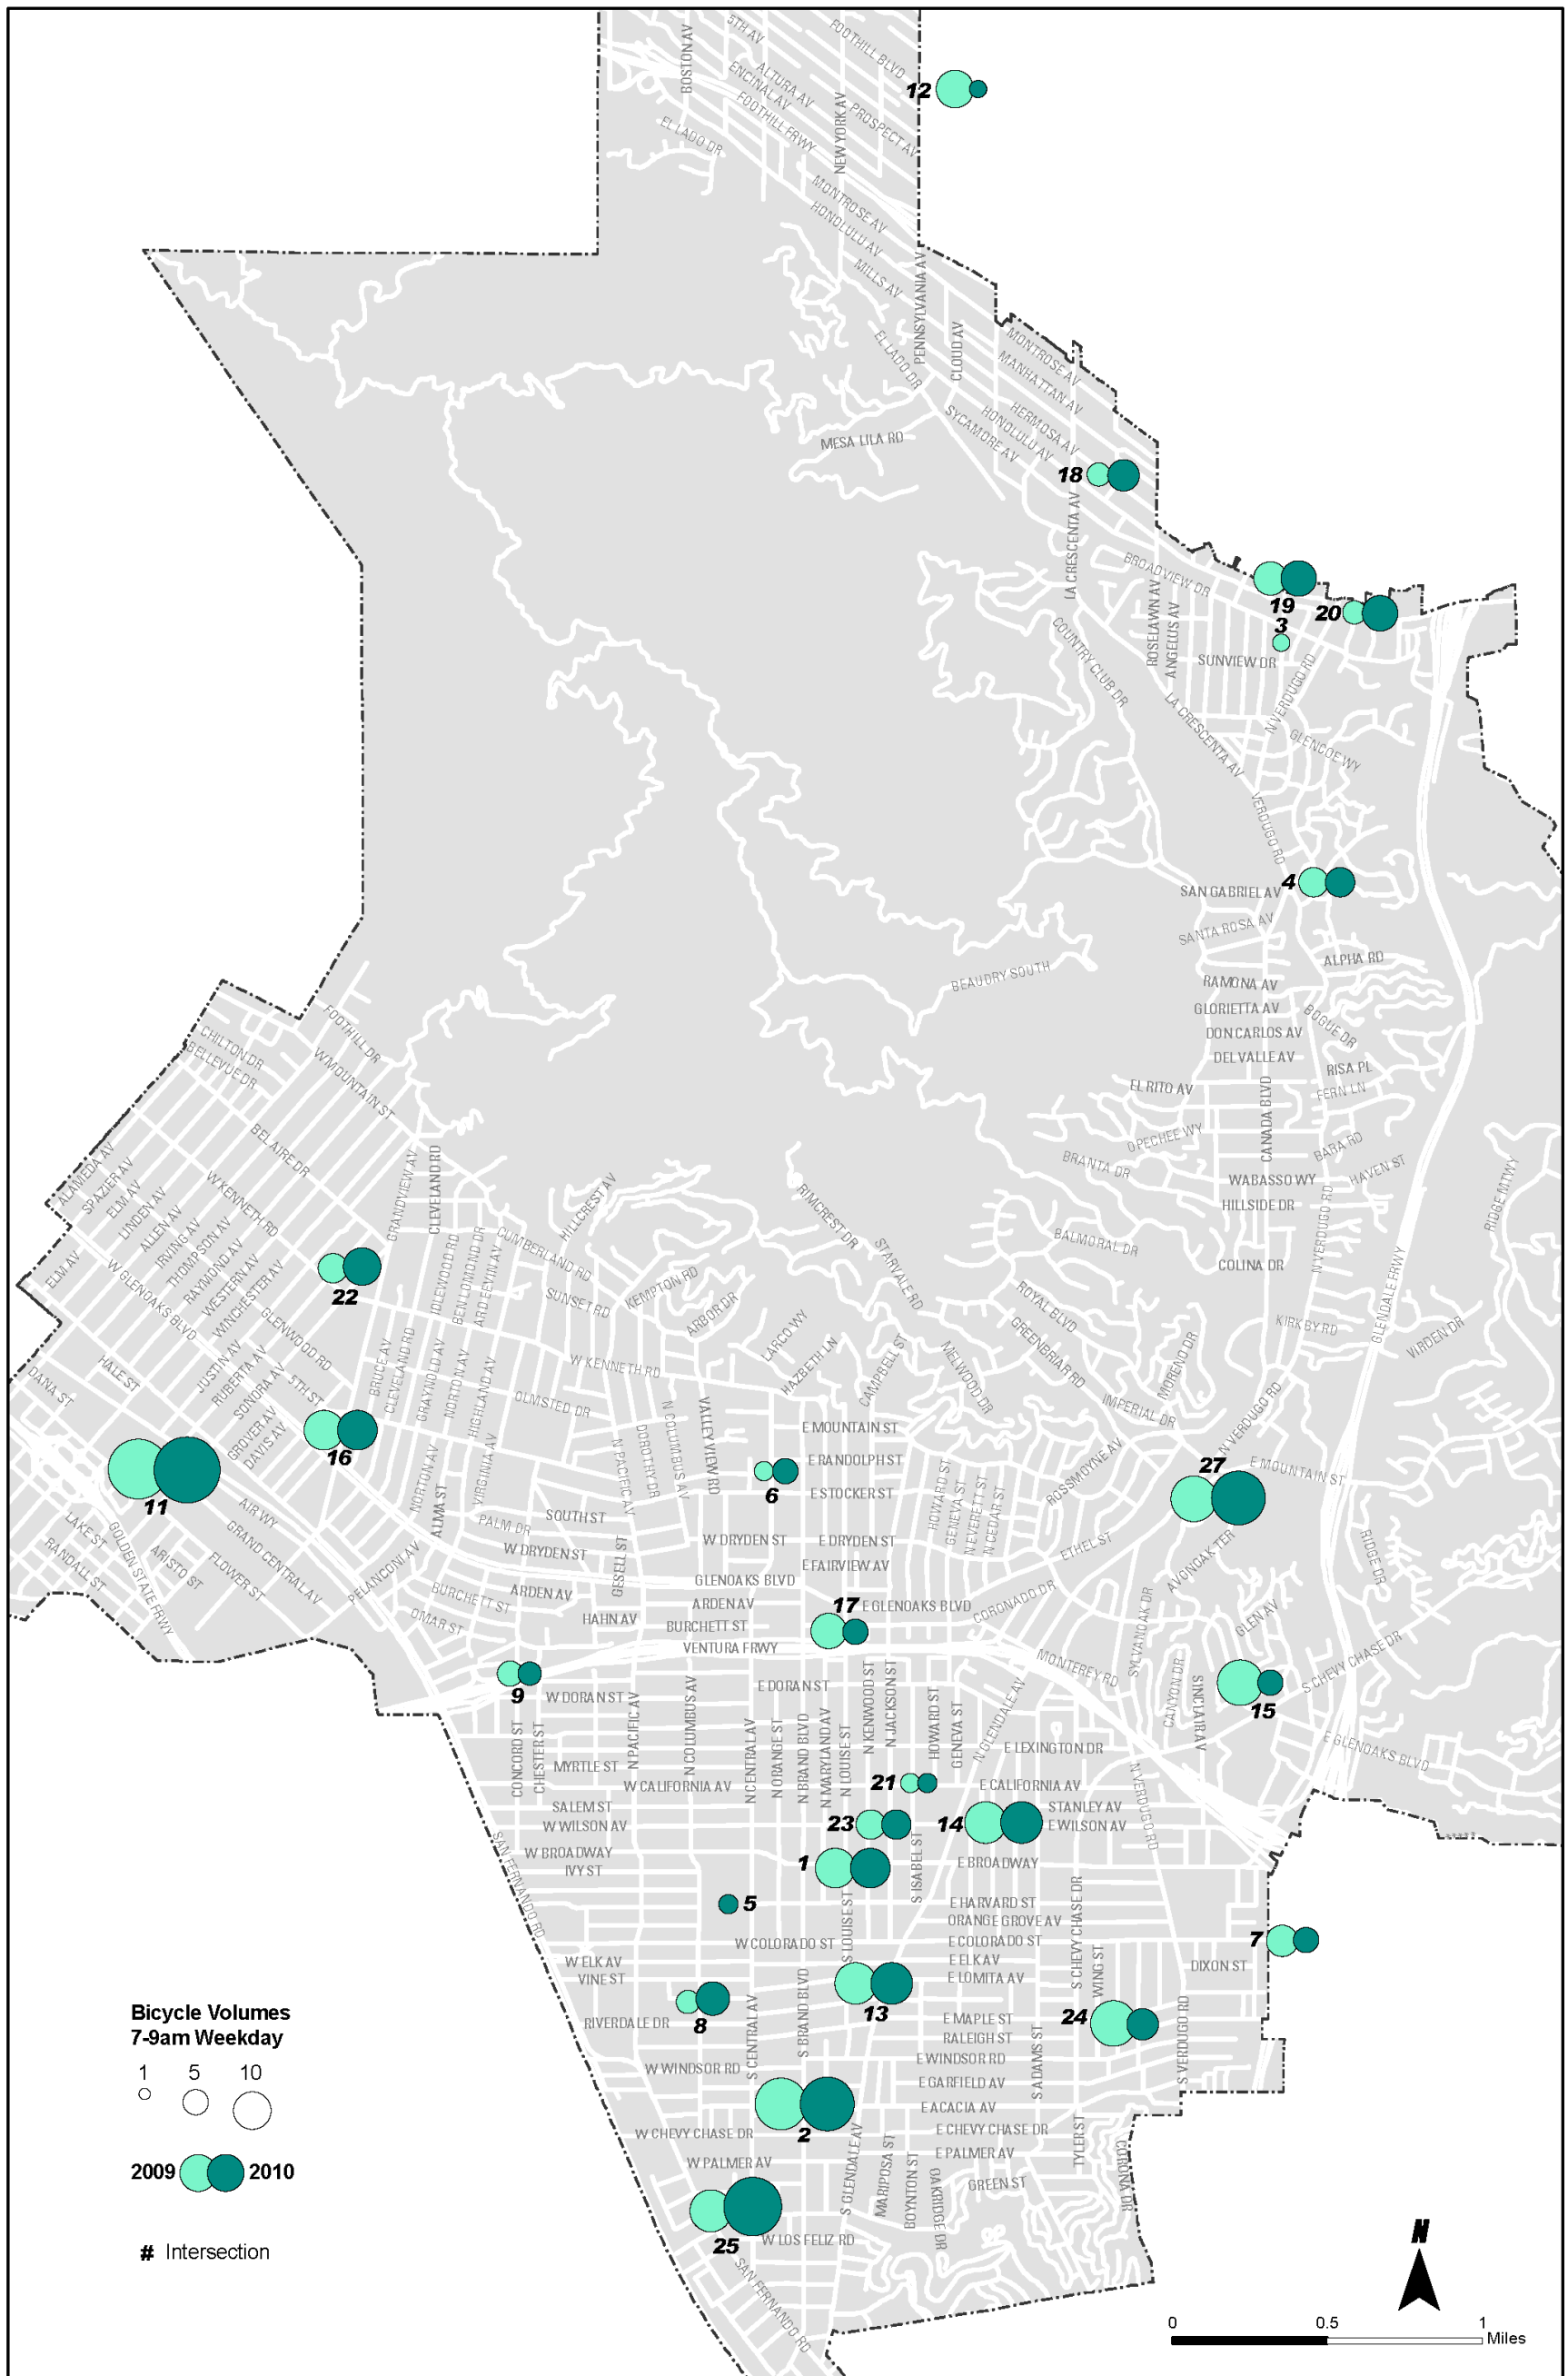 BOSTON AV
5TH AV
FOOTHILL BLVD
ALTURA AV
ENCINAL AV
FOOTHILL FRWY
NEW YORK AV
PROSPECT AV
12
EL LADO DR
MONTROSE AV
HONOLULU AV
MILLS AV
PENNSYLVANIA AV
EL LADO DR
CLOUD AV
MONTROSE AV
MANHATTAN AV
HERMOSA AV
HONOLULU AV
SYCAMORE AV
MESA LILA RD
18
LA CRESCENTA AV
BROADVIEW DR
19
20
3
ROSELAWN AV
ANGELUS AV
SUNVIEW DR
COUNTRY CLUB DR
N VERDUGO RD
LA CRESCENTA AV
GLENCOE WY
VERDUGO RD
4
SAN GABRIEL AV
SANTA ROSA AV
ALPHA RD
BEAUDRY SOUTH
RAMONA AV
GLORIETTA AV
BOGUE DR
DON CARLOS AV
DEL VALLE AV
RISA PL
EL RITO AV
FERN LN
CANADA BLVD
OPECHEE WY
BARA RD
BRANTA DR
HAVEN ST
WABASSO WY
HILLSIDE DR
RIDGE MTWY
N VERDUGO RD
BALMORAL DR
COLINA DR
GLENDALE FRWY
KIRKBY RD
VIRDEN DR
CHILTON DR
BELLEVUE DR
FOOTHILL DR
W MOUNTAIN ST
BEL AIRE DR
ALAMEDA AV
SPAZIER AV
ELM AV
LINDEN AV
ALLEN AV
IRVING AV
THOMPSON AV
RAYMOND AV
WESTERN AV
WINCHESTER AV
W KENNETH RD
GRANDVIEW AV
CLEVELAND RD
ELM AV
W GLENOAKS BLVD
22
GLENWOOD RD
IDLEWOOD RD
BEN LOMOND DR
ARD EEVIN AV
CUMBERLAND RD
HILLCREST AV
SUNSET RD
KEMPTON RD
ARBOR DR
RIMCREST DR
STARVALE RD
LARCO WY
HAZBETH LN
CAMPBELL ST
MELWOOD DR
ROYAL BLVD
GREENBRIAR RD
MORENO DR
IMPERIAL DR
N VERDUGO RD
HALE ST
DANA ST
JUSTIN AV
RUBERTA AV
SONORA AV
5TH ST
GROVER AV
DAVIS AV
BRUCE AV
CLEVELAND RD
GRAYNOLD AV
NORTON AV
HIGHLAND AV
W KENNETH RD
OLMSTED DR
16
11
AIR WY
GRAND CENTRAL AV
LAKE ST
RANDALL ST
GOLDEN STATE FRWY
ARISTO ST
FLOWER ST
PELANCONI AV
NORTON AV
ALMA ST
VIRGINIA AV
PALM DR
SOUTH ST
W DRYDEN ST
N PACIFIC AV
DOROTHY DR
N COLUMBUS AV
VALLEY VIEW RD
E MOUNTAIN ST
E RANDOLPH ST
6
E STOCKER ST
HOWARD ST
GENEVA ST
N EVERETT ST
N CEDAR ST
ROSSMOYNE AV
27
E MOUNTAIN ST
W DRYDEN ST
E DRYDEN ST
E FAIRVIEW AV
ETHEL ST
AVONOAK TER
RIDGE DR
GESELL ST
GLENOAKS BLVD
BURCHETT ST
ARDEN AV
ARDEN AV
17
E GLENOAKS BLVD
CORONADO DR
OMAR ST
HAHN AV
BURCHETT ST
VENTURA FRWY
SYLVANOAK DR
GLEN AV
MONTEREY RD
S CHEVY CHASE DR
9
W DORAN ST
E DORAN ST
CANYON DR
SINCLAIR AV
15
CONCORD ST
CHESTER ST
N PACIFIC AV
N COLUMBUS AV
N CENTRAL AV
N ORANGE ST
N BRAND BLVD
N MARYLAND AV
N LOUISE ST
N KENWOOD ST
N JACKSON ST
HOWARD ST
GENEVA ST
N GLENDALE AV
E LEXINGTON DR
E GLENOAKS BLVD
MYRTLE ST
W CALIFORNIA AV
21
E CALIFORNIA AV
N VERDUGO RD
SALEM ST
W WILSON AV
23
14
STANLEY AV
E WILSON AV
W BROADWAY
IVY ST
1
S ISABEL ST
E BROADWAY
SAN FERNANDO RD
5
E HARVARD ST
ORANGE GROVE AV
S LOUISE ST
W COLORADO ST
E COLORADO ST
S CHEVY CHASE DR
7
W ELK AV
VINE ST
E ELK AV
E LOMITA AV
WING ST
DIXON ST
8
RIVERDALE DR
S CENTRAL AV
S BRAND BLVD
13
E MAPLE ST
RALEIGH ST
24
S ADAMS ST
S VERDUGO RD
W WINDSOR RD
E WINDSOR RD
E GARFIELD AV
E ACACIA AV
2
W CHEVY CHASE DR
E CHEVY CHASE DR
W PALMER AV
E PALMER AV
S GLENDALE AV
MARIPOSA ST
BOYNTON ST
OAKRIDGE DR
GREEN ST
TYLER ST
CORONA DR
25
W LOS FELIZ RD
SAN FERNANDO RD
Bicycle Volumes
7-9am Weekday
1 5 10
2009 2010
# Intersection
N
0 0.5 1
Miles